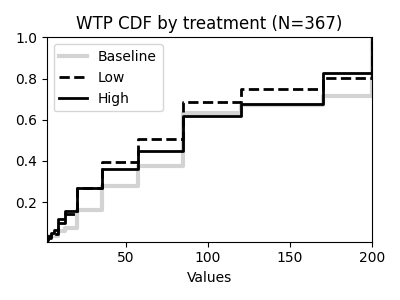 WTP CDF by treatment (N=367)
1.0
0.8
0.6
0.4
0.2
Baseline
Low
High
50 100 150 200
Values